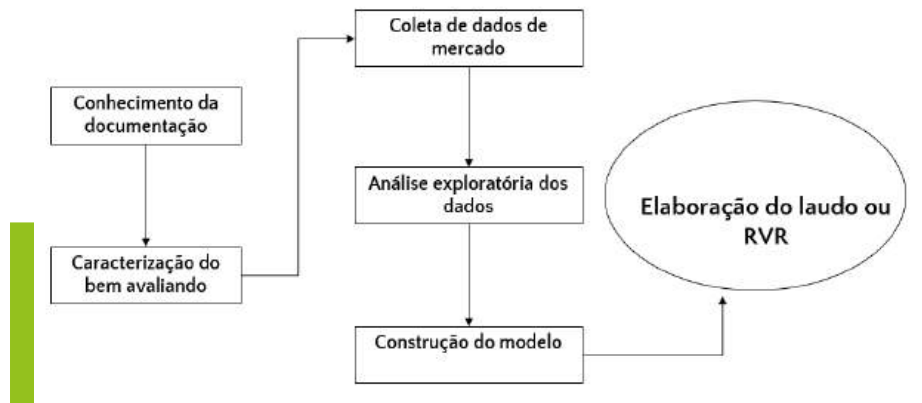 Conhecimento da
documentação
Caracterização do
bem avaliando
Coleta de dados de
mercado
Análise exploratória dos
dados
Construção do modelo
Elaboração do laudo ou
RVR